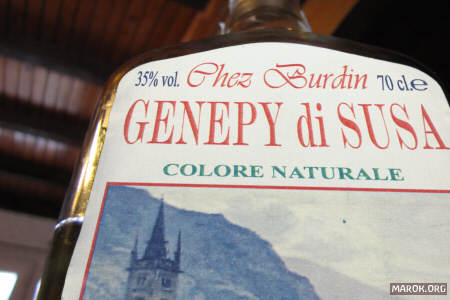 35% vol. Chez Burdin 70 cl.℮
GENEPY di SUSA
COLORE NATURALE
MAROK.ORG